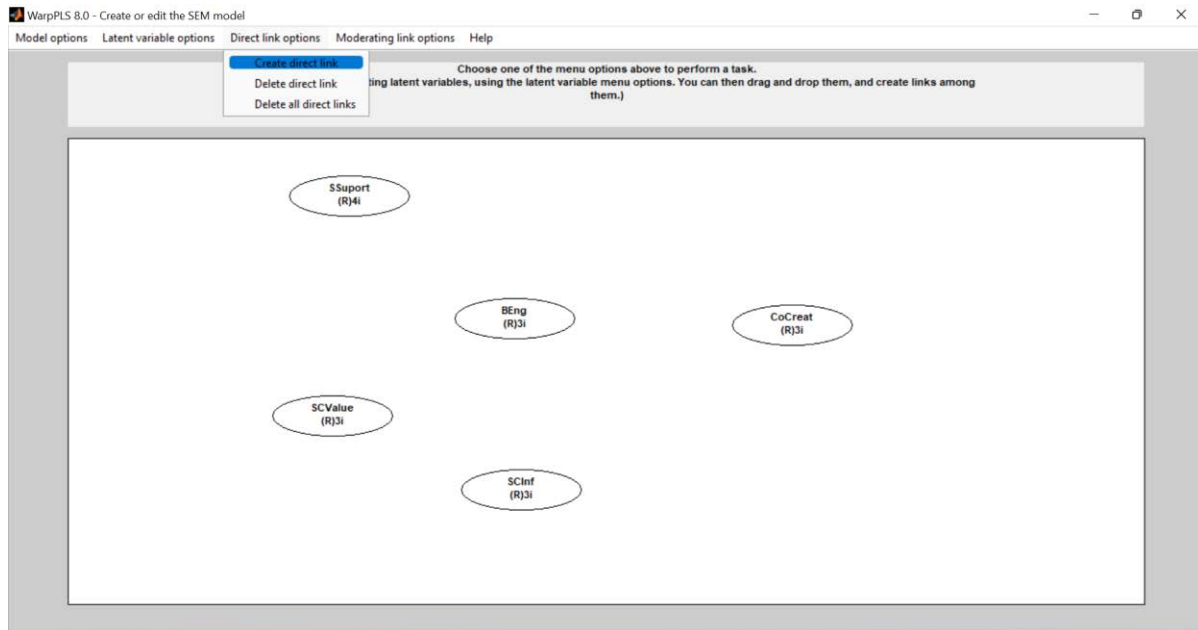 WarpPLS 8.0 - Create or edit the SEM model
Model options Latent variable options Direct link options Moderating link options Help
Create direct link
Delete direct link
Delete all direct links
Choose one of the menu options above to perform a task.
ting latent variables, using the latent variable menu options. You can then drag and drop them, and create links among
them.)
SSuport
(R)4i
BEng
(R)3i
CoCreat
(R)3i
SCValue
(R)3i
SCInf
(R)3i